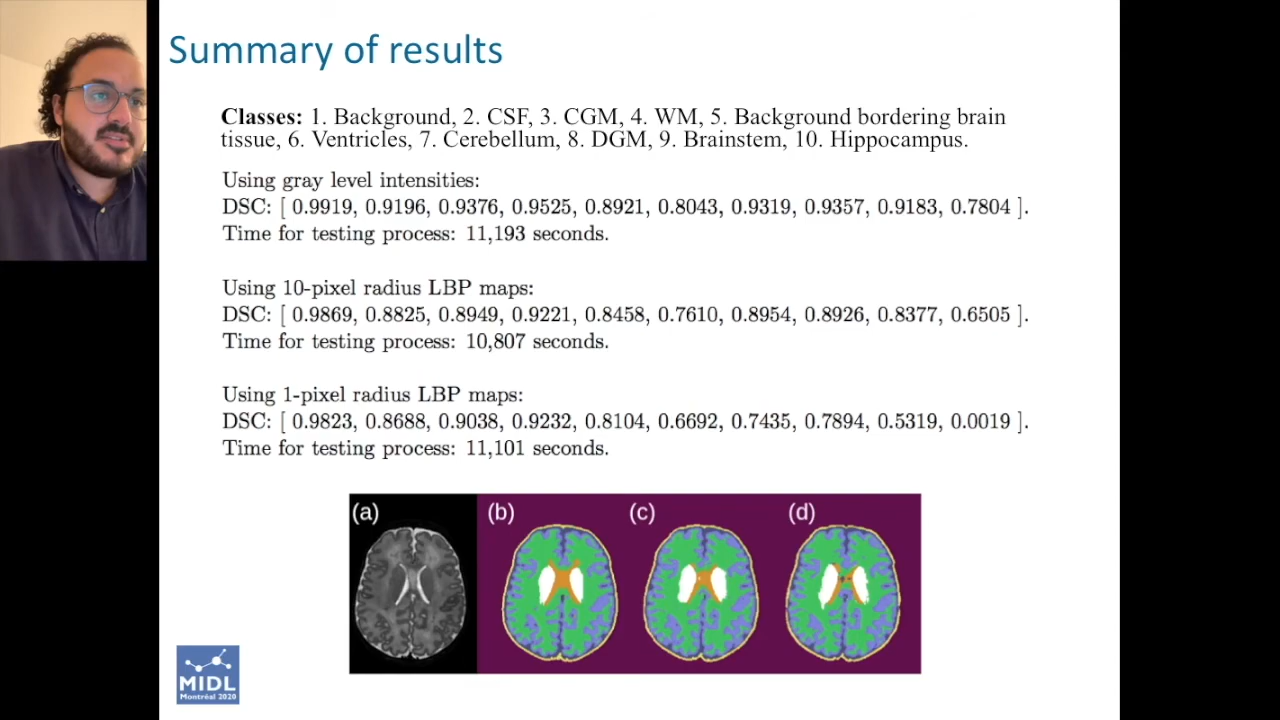 Summary of results
Classes: 1. Background, 2. CSF, 3. CGM, 4. WM, 5. Background bordering brain
tissue, 6. Ventricles, 7. Cerebellum, 8. DGM, 9. Brainstem, 10. Hippocampus.
Using gray level intensities:
DSC: [ 0.9919, 0.9196, 0.9376, 0.9525, 0.8921, 0.8043, 0.9319, 0.9357, 0.9183, 0.7804 ].
Time for testing process: 11,193 seconds.
Using 10-pixel radius LBP maps:
DSC: [ 0.9869, 0.8825, 0.8949, 0.9221, 0.8458, 0.7610, 0.8954, 0.8926, 0.8377, 0.6505 ].
Time for testing process: 10,807 seconds.
Using 1-pixel radius LBP maps:
DSC: [ 0.9823, 0.8688, 0.9038, 0.9232, 0.8104, 0.6692, 0.7435, 0.7894, 0.5319, 0.0019 ].
Time for testing process: 11,101 seconds.
(a) (b) (c) (d)
MIDL
Montréal 2020